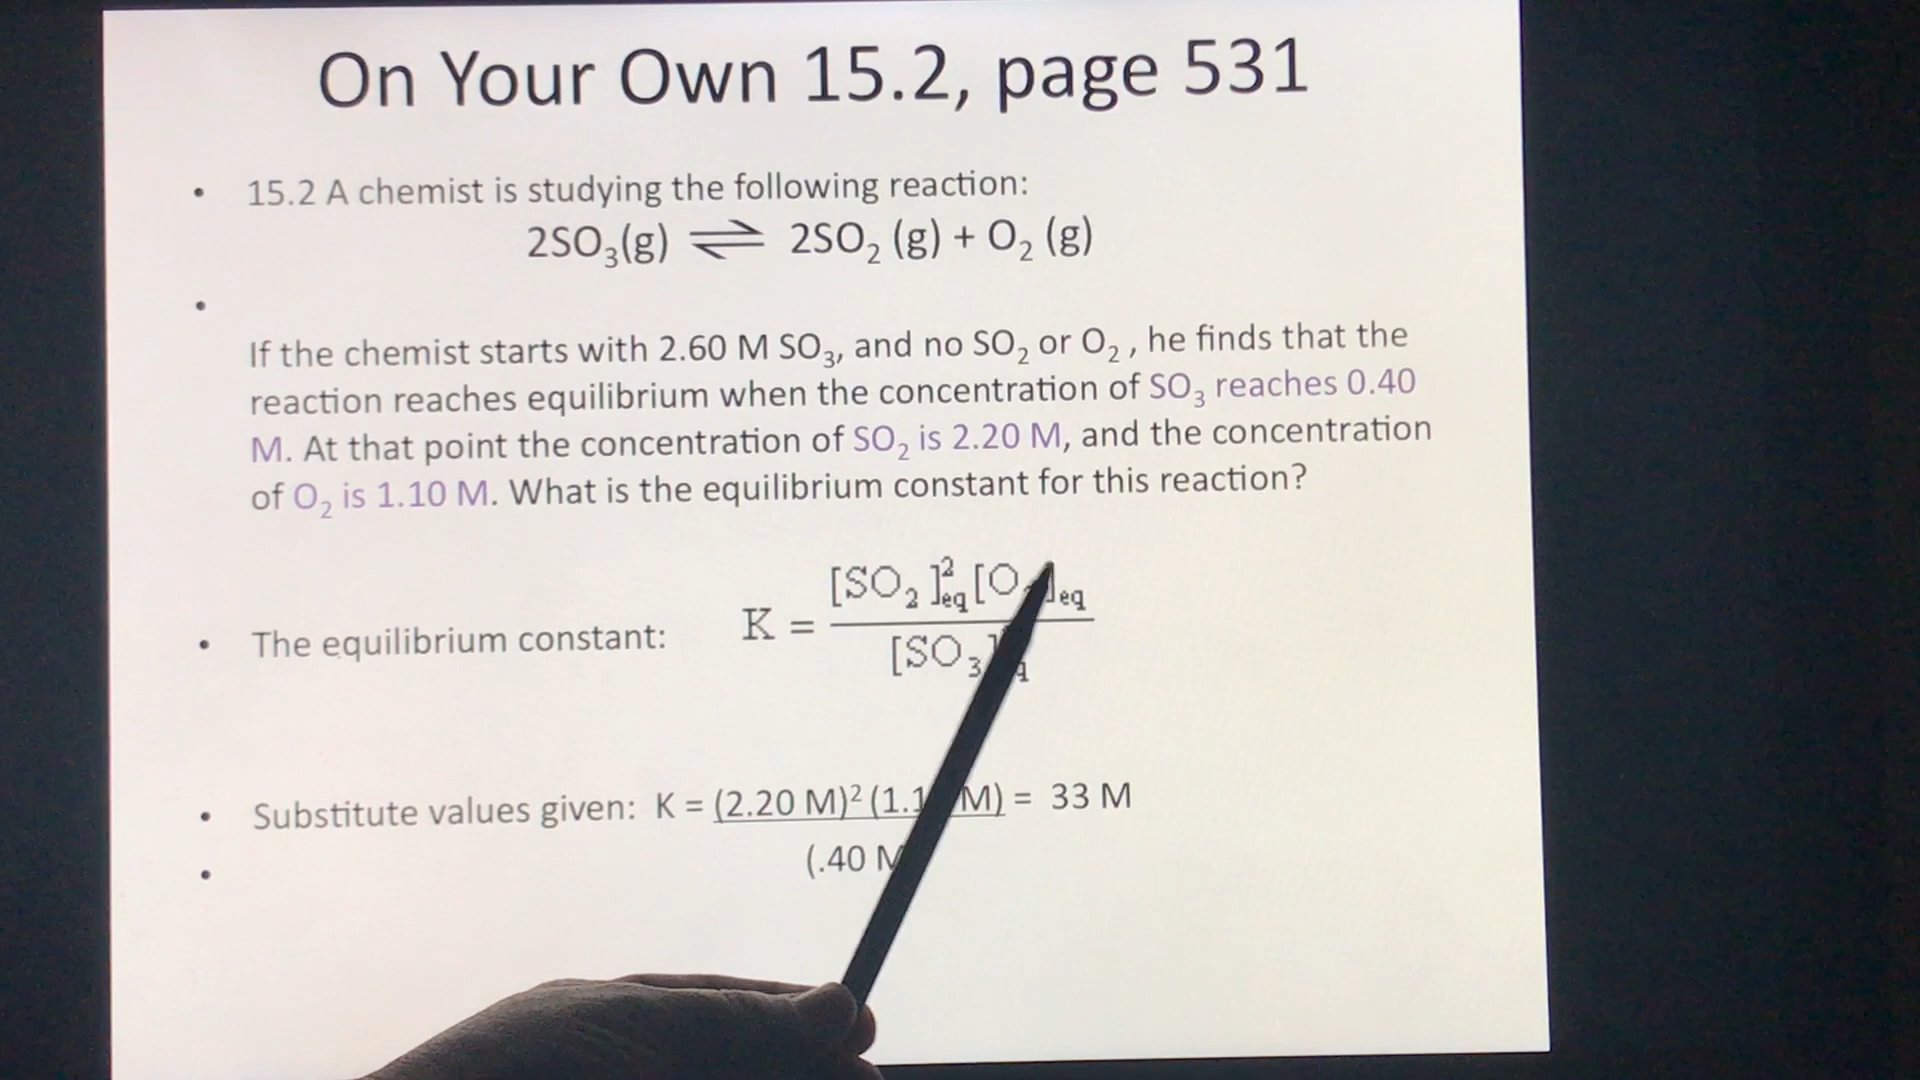 On Your Own 15.2, page 531
• 15.2 A chemist is studying the following reaction:
2SO₃(g) ⇌ 2SO₂ (g) + O₂ (g)
•
If the chemist starts with 2.60 M SO₃, and no SO₂ or O₂ , he finds that the
reaction reaches equilibrium when the concentration of SO₃ reaches 0.40
M. At that point the concentration of SO₂ is 2.20 M, and the concentration
of O₂ is 1.10 M. What is the equilibrium constant for this reaction?
[SO₂]²eq [O ]eq
• The equilibrium constant: K =
[SO₃
• Substitute values given: K = (2.20 M)² (1.1 M) = 33 M
• (.40 M